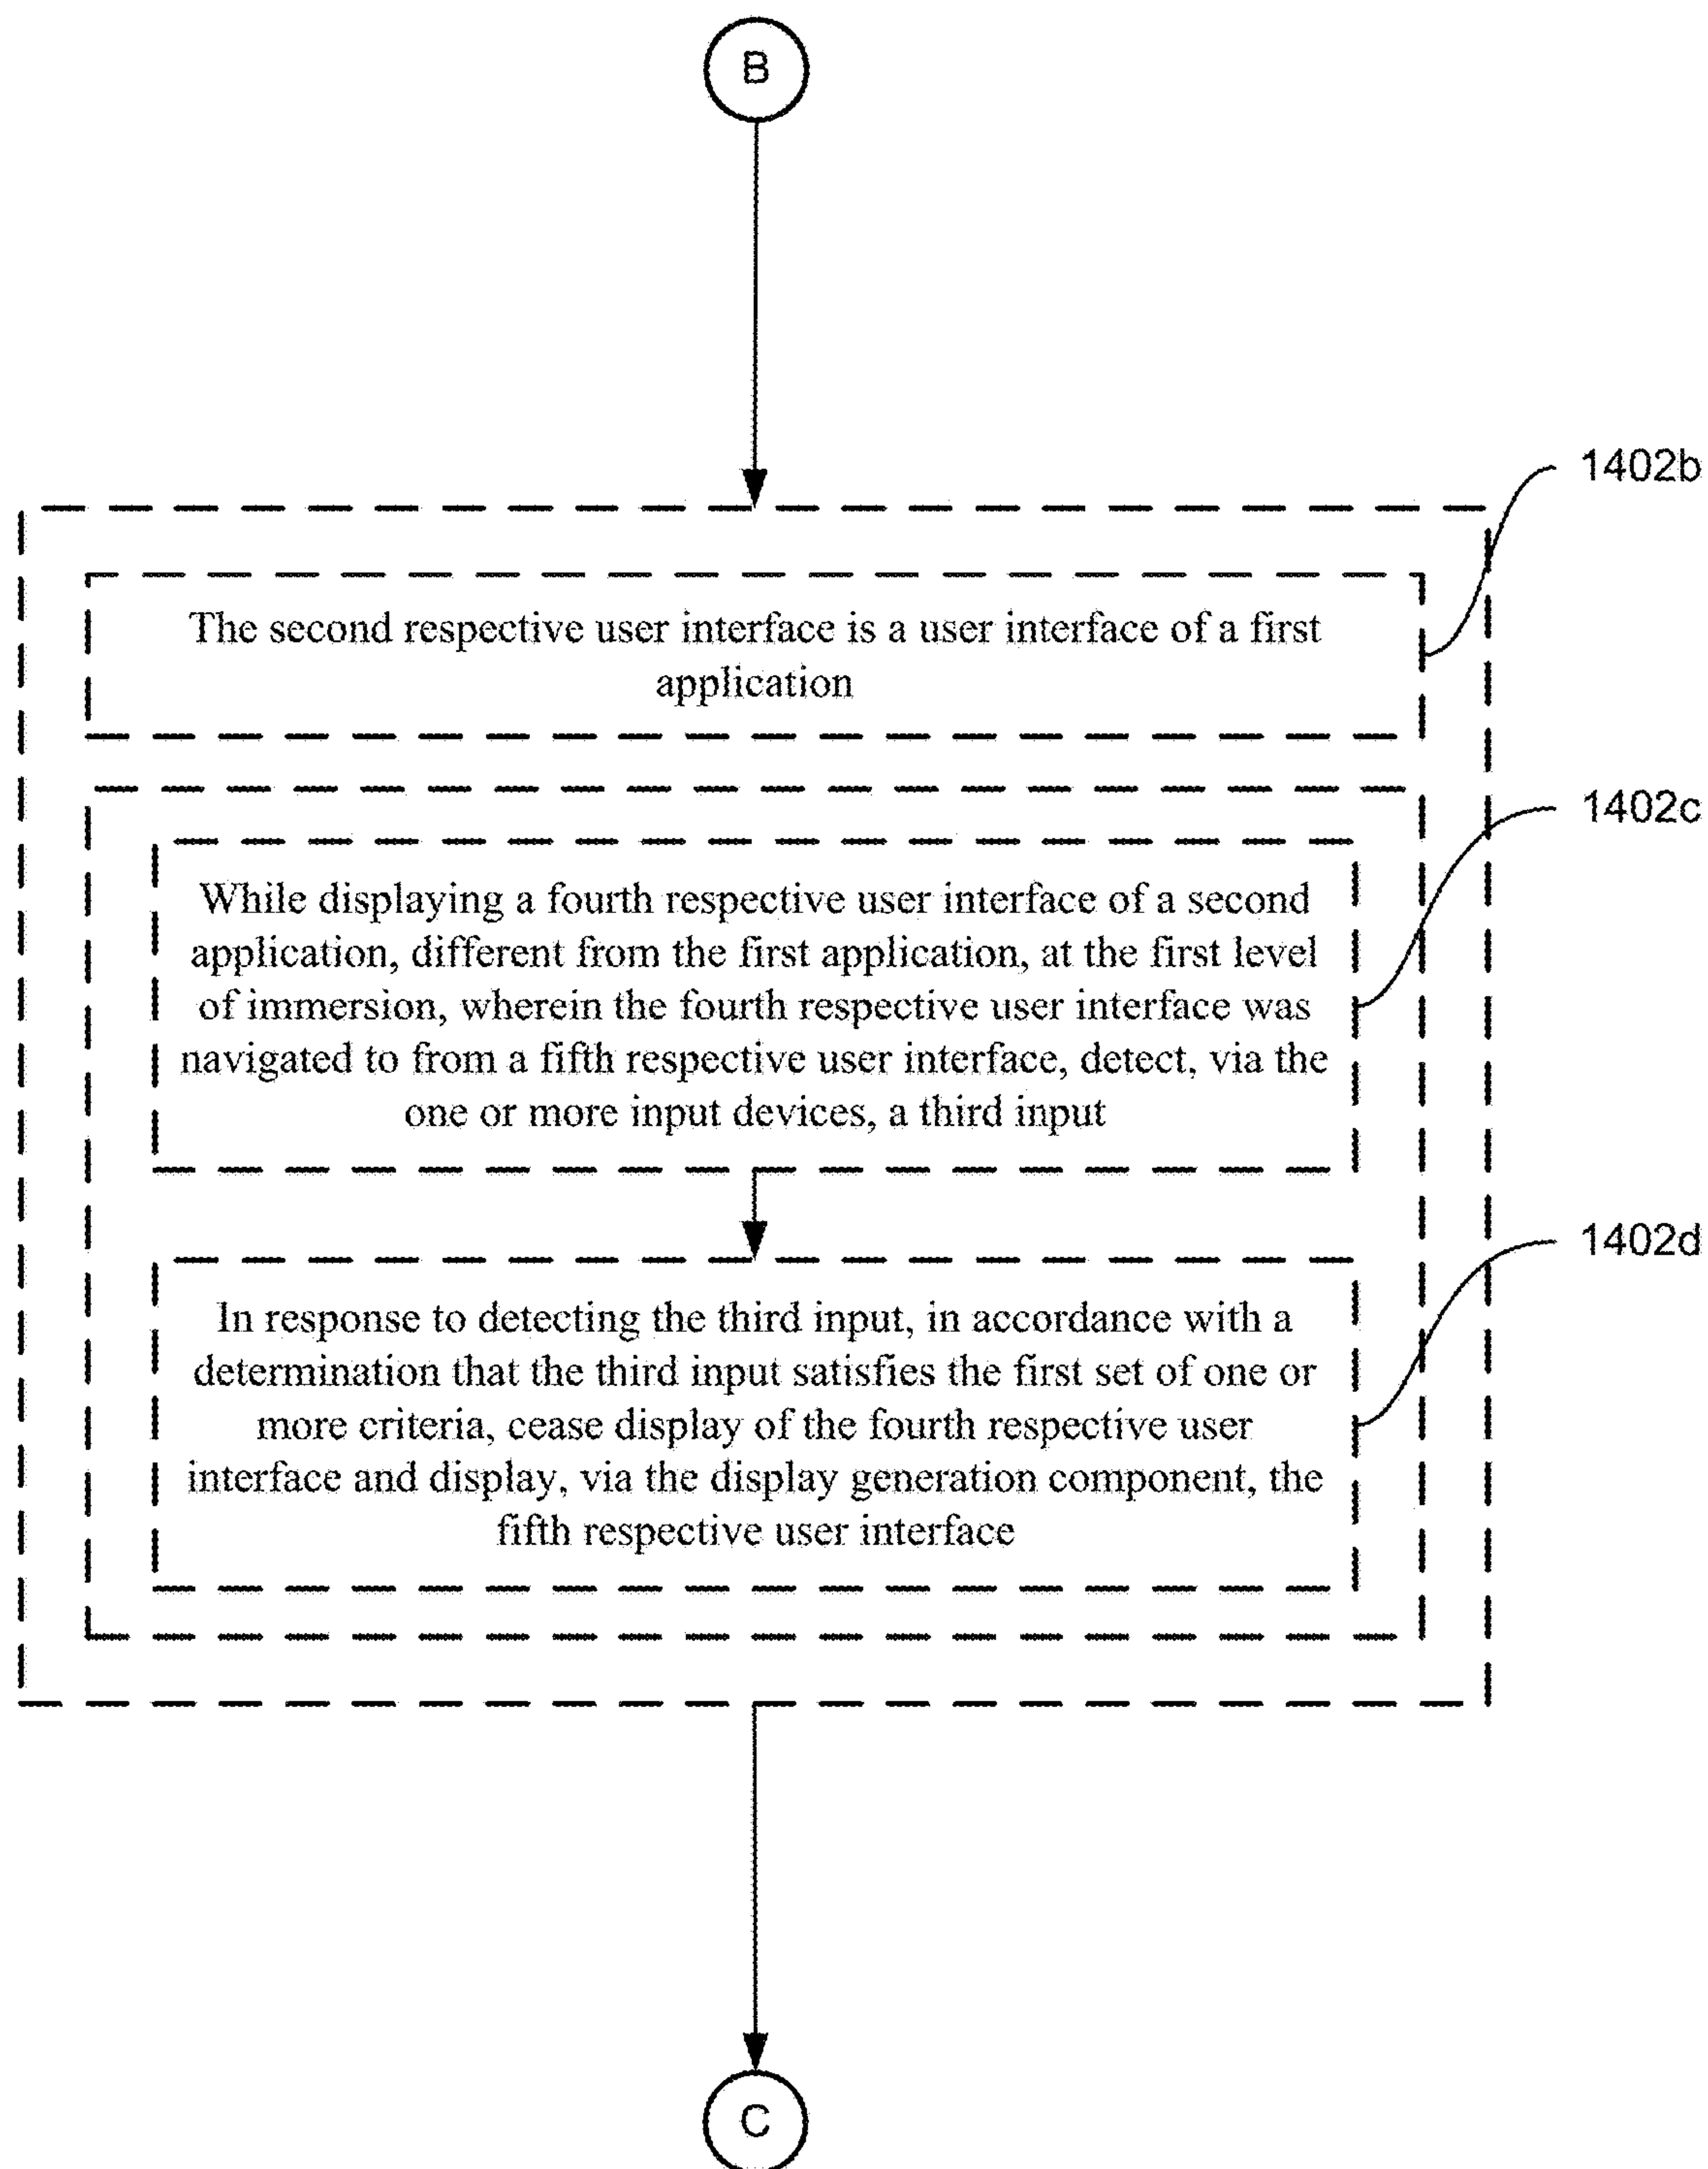 B
1402b
The second respective user interface is a user interface of a first
application
1402c
While displaying a fourth respective user interface of a second
application, different from the first application, at the first level
of immersion, wherein the fourth respective user interface was
navigated to from a fifth respective user interface, detect, via the
one or more input devices, a third input
1402d
In response to detecting the third input, in accordance with a
determination that the third input satisfies the first set of one or
more criteria, cease display of the fourth respective user
interface and display, via the display generation component, the
fifth respective user interface
C